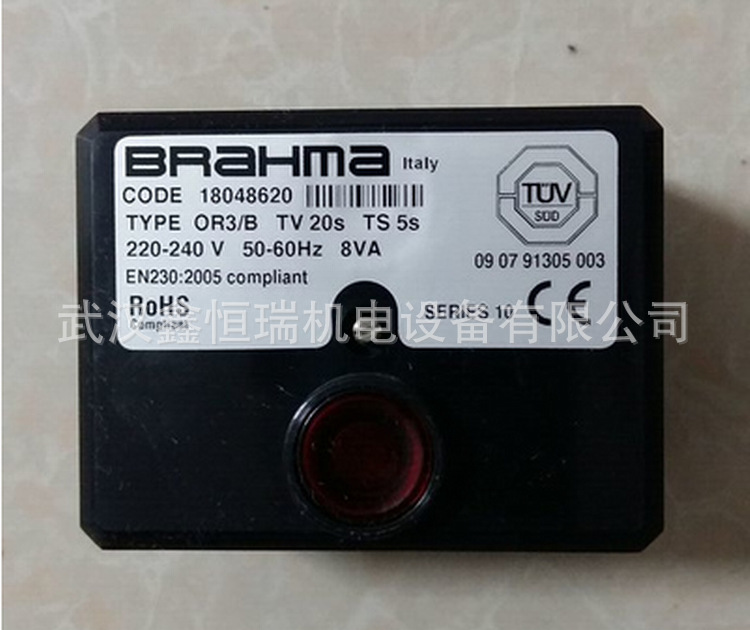 BRAHMA Italy
CODE 18048620
TYPE OR3/B TV 20s TS 5s
220-240 V 50-60Hz 8VA
EN230:2005 compliant
RoHS
Compliant
TÜV
SÜD
09 07 91305 003
SERIES 10 CE
武汉鑫恒瑞机电设备有限公司